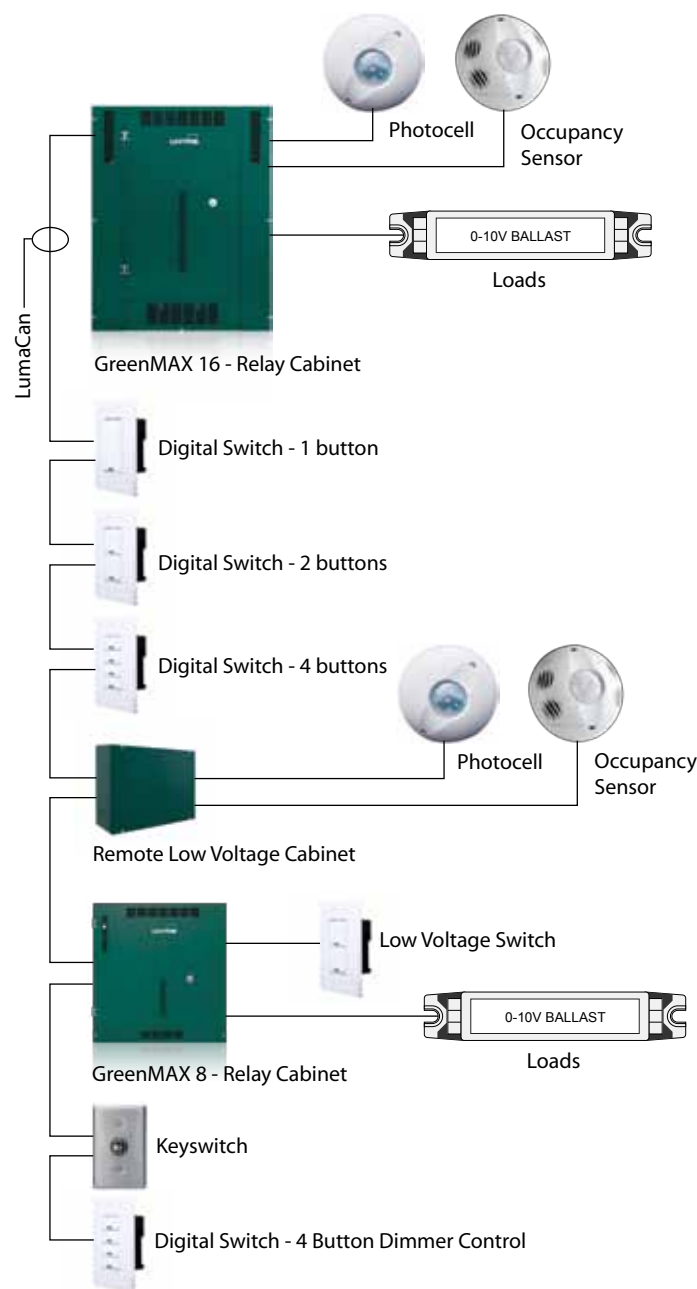 Photocell
Occupancy
Sensor
0-10V BALLAST
Loads
LumaCan
GreenMAX 16 - Relay Cabinet
Digital Switch - 1 button
Digital Switch - 2 buttons
Digital Switch - 4 buttons
Photocell
Occupancy
Sensor
Remote Low Voltage Cabinet
Low Voltage Switch
0-10V BALLAST
Loads
GreenMAX 8 - Relay Cabinet
Keyswitch
Digital Switch - 4 Button Dimmer Control